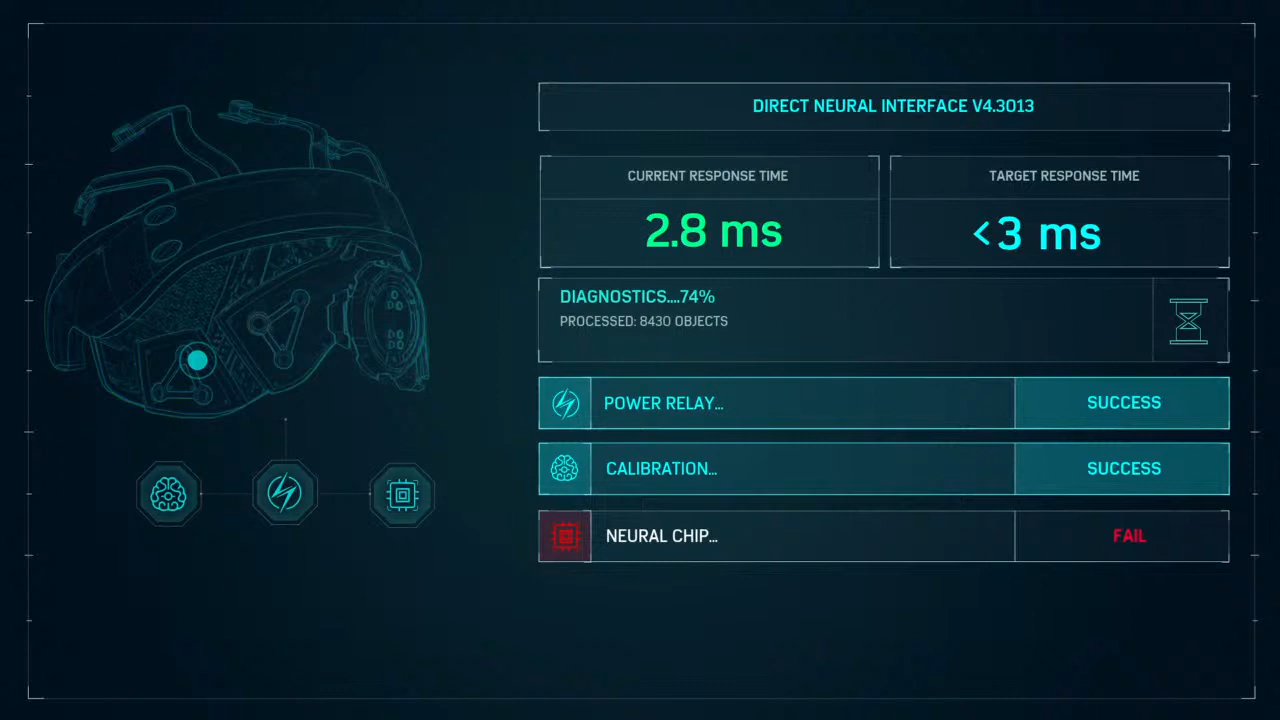 DIRECT NEURAL INTERFACE V4.3013
CURRENT RESPONSE TIME
2.8 ms
TARGET RESPONSE TIME
<3 ms
DIAGNOSTICS....74%
PROCESSED: 8430 OBJECTS
POWER RELAY...
SUCCESS
CALIBRATION...
SUCCESS
NEURAL CHIP...
FAIL